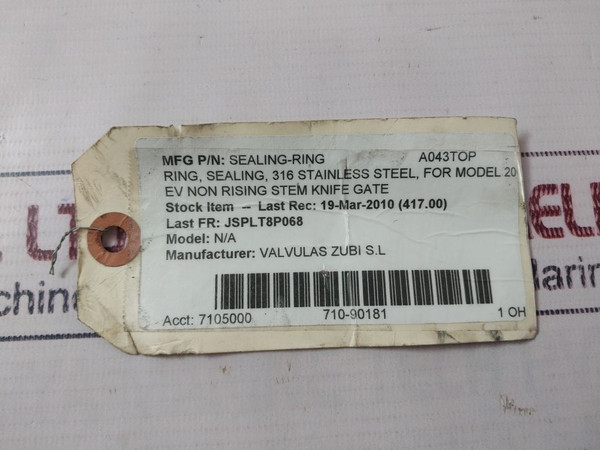 MFG P/N: SEALING-RING A043TOP
RING, SEALING, 316 STAINLESS STEEL, FOR MODEL 20
EV NON RISING STEM KNIFE GATE
Stock Item – Last Rec: 19-Mar-2010 (417.00)
Last FR: JSPLT8P068
Model: N/A
Manufacturer: VALVULAS ZUBI S.L
Acct: 7105000 710-90181 1 OH